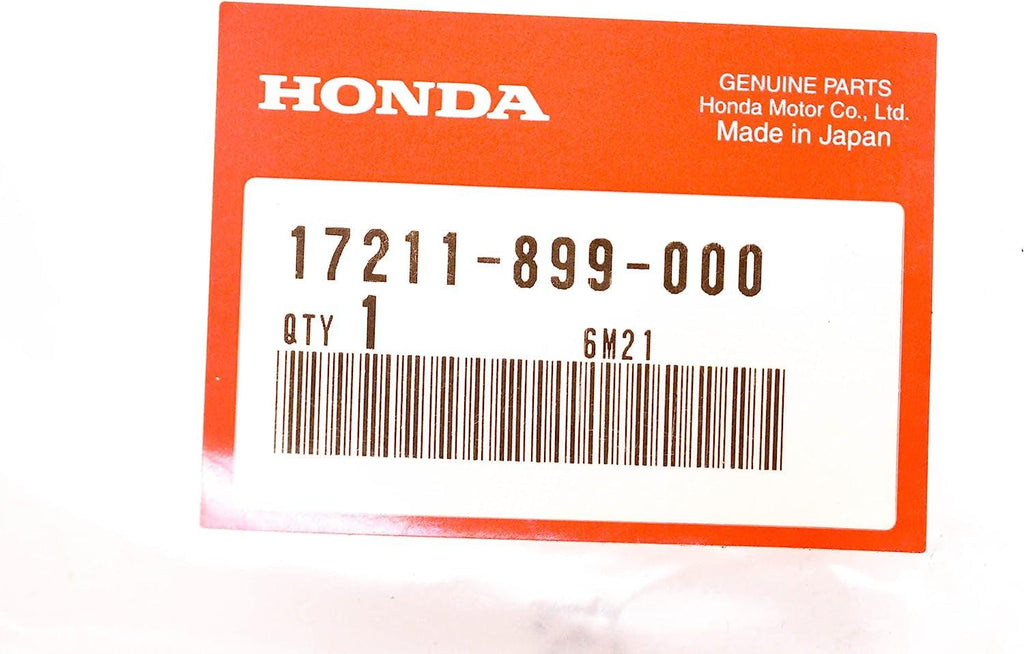 HONDA
GENUINE PARTS
Honda Motor Co., Ltd.
Made in Japan
17211-899-000
QTY 1 6M21